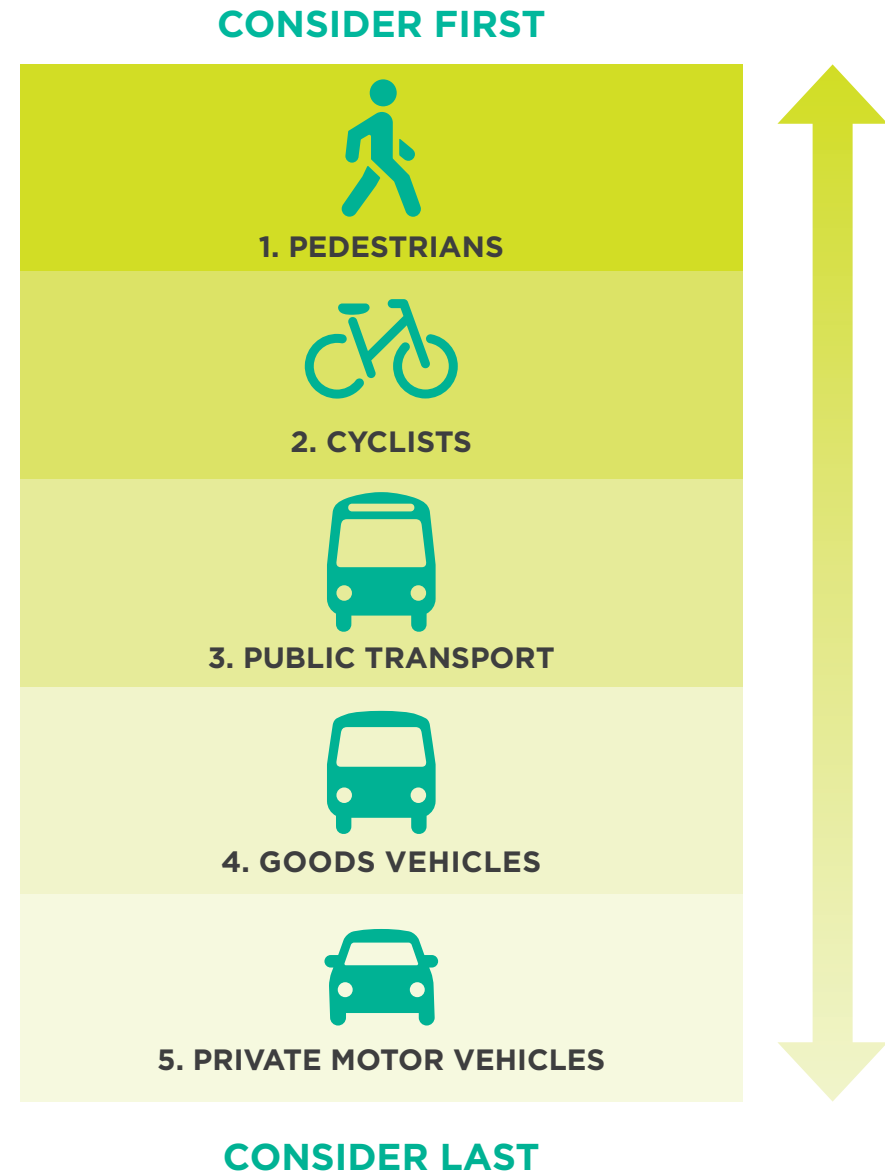 CONSIDER FIRST
1. PEDESTRIANS
2. CYCLISTS
3. PUBLIC TRANSPORT
4. GOODS VEHICLES
5. PRIVATE MOTOR VEHICLES
CONSIDER LAST